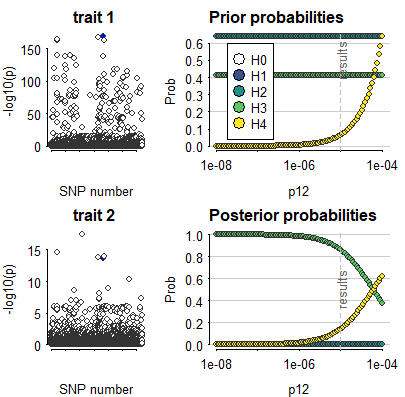 trait 1
-log10(p)
150
100
50
0
SNP number
Prior probabilities
Prob
0.6
0.5
0.4
0.3
0.2
0.1
0.0
H0
H1
H2
H3
H4
results
1e-08
1e-06
1e-04
p12
trait 2
-log10(p)
15
10
5
0
SNP number
Posterior probabilities
Prob
1.0
0.8
0.6
0.4
0.2
0.0
results
1e-08
1e-06
1e-04
p12